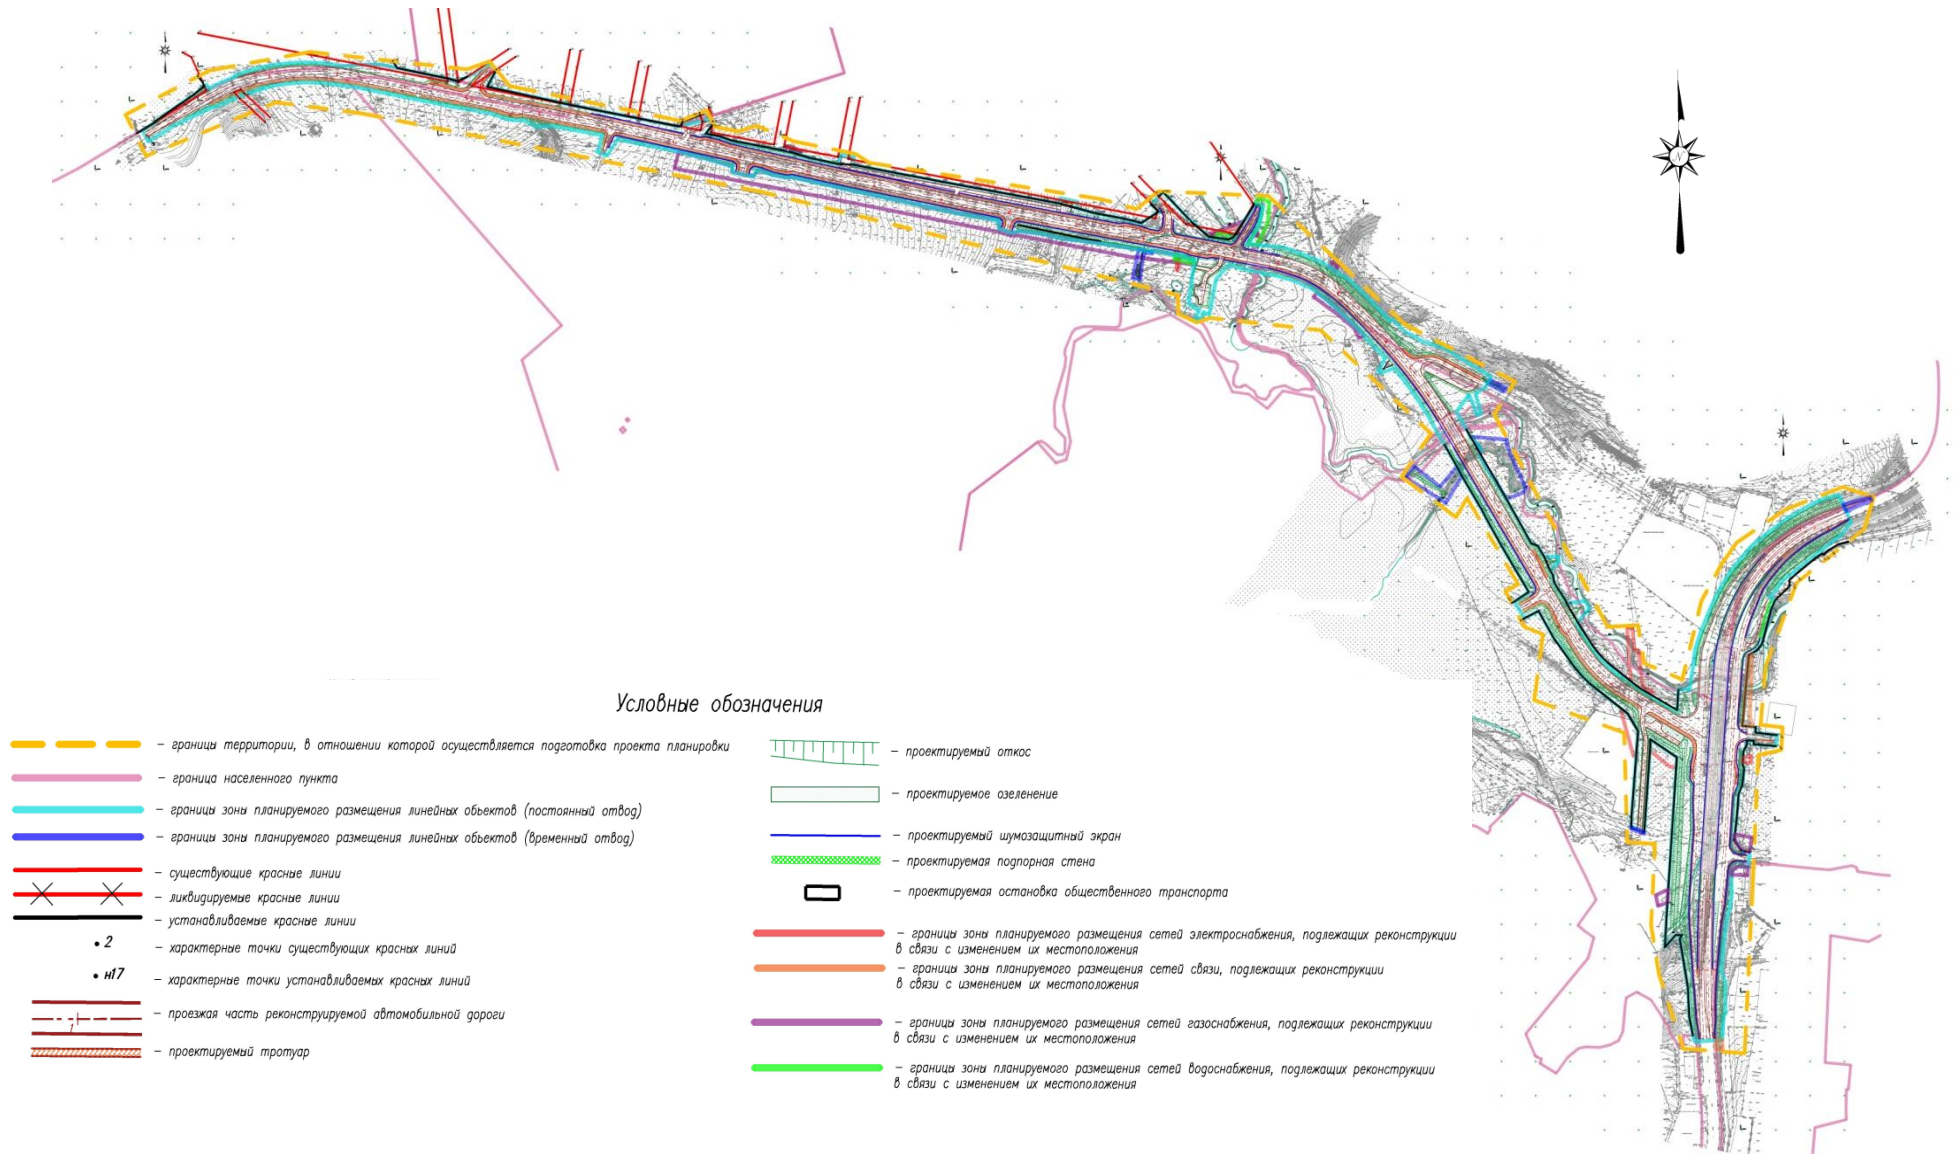 N
Условные обозначения
– границы территории, в отношении которой осуществляется подготовка проекта планировки
– граница населенного пункта
– границы зоны планируемого размещения линейных объектов (постоянный отвод)
– границы зоны планируемого размещения линейных объектов (временный отвод)
– существующие красные линии
– ликвидируемые красные линии
– устанавливаемые красные линии
• 2 – характерные точки существующих красных линий
• н17 – характерные точки устанавливаемых красных линий
1 – проезжая часть реконструируемой автомобильной дороги
– проектируемый тротуар
– проектируемый откос
– проектируемое озеленение
– проектируемый шумозащитный экран
– проектируемая подпорная стена
– проектируемая остановка общественного транспорта
– границы зоны планируемого размещения сетей электроснабжения, подлежащих реконструкции
в связи с изменением их местоположения
– границы зоны планируемого размещения сетей связи, подлежащих реконструкции
в связи с изменением их местоположения
– границы зоны планируемого размещения сетей газоснабжения, подлежащих реконструкции
в связи с изменением их местоположения
– границы зоны планируемого размещения сетей водоснабжения, подлежащих реконструкции
в связи с изменением их местоположения